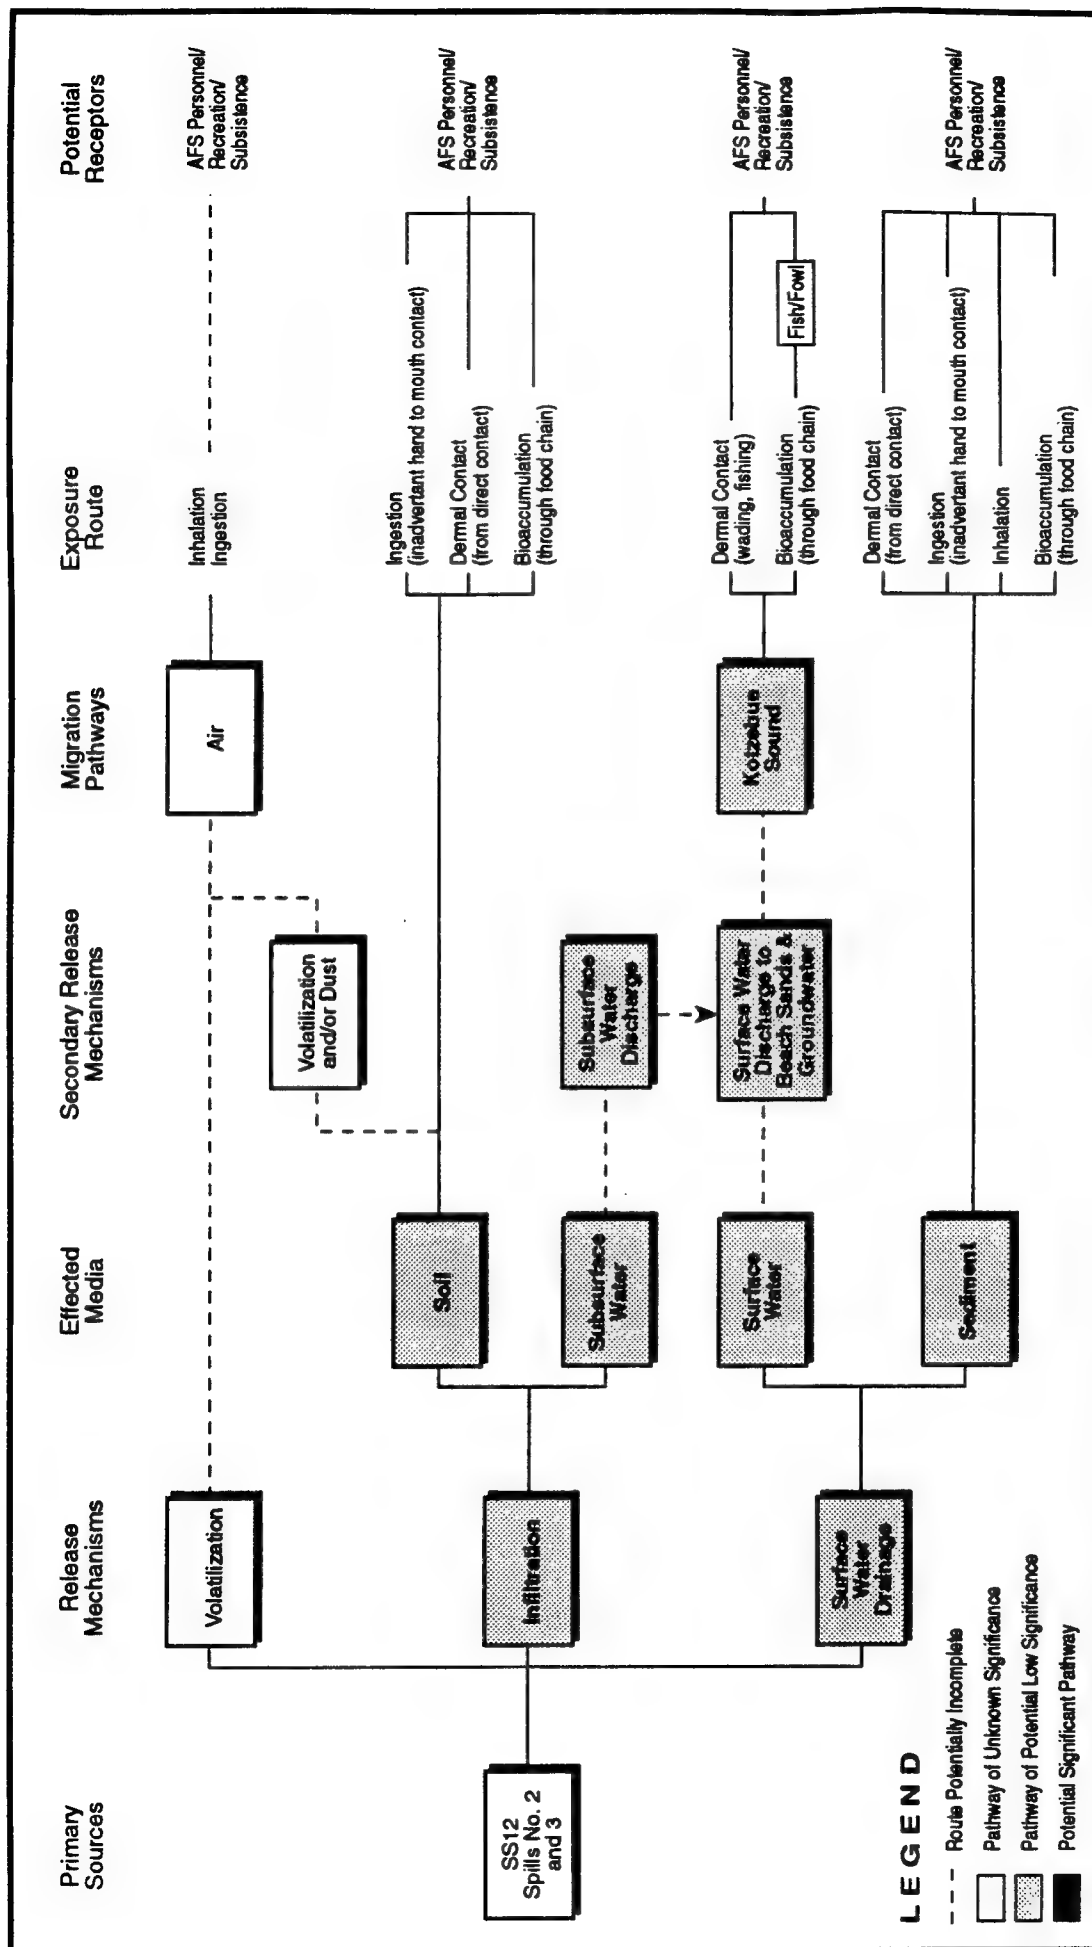 Primary
Sources
Release
Mechanisms
Effected
Media
Secondary Release
Mechanisms
Migration
Pathways
Exposure
Route
Potential
Receptors
SS12
Spills No. 2
and 3
Volatilization
Infiltration
Surface
Water
Drainage
Soil
Subsurface
Water
Surface
Water
Sediment
Volatilization
and/or Dust
Subsurface
Water
Discharge
Surface Water
Discharge to
Beach Sands &
Groundwater
Air
Kotzebue
Sound
Inhalation
Ingestion
Ingestion
(inadvertant hand to mouth contact)
Dermal Contact
(from direct contact)
Bioaccumulation
(through food chain)
Dermal Contact
(wading, fishing)
Bioaccumulation
(through food chain)
Fish/Fowl
Dermal Contact
(from direct contact)
Ingestion
(inadvertant hand to mouth contact)
Inhalation
Bioaccumulation
(through food chain)
AFS Personnel/
Recreation/
Subsistence
AFS Personnel/
Recreation/
Subsistence
AFS Personnel/
Recreation/
Subsistence
AFS Personnel/
Recreation/
Subsistence
LEGEND
Route Potentially Incomplete
Pathway of Unknown Significance
Pathway of Potential Low Significance
Potential Significant Pathway